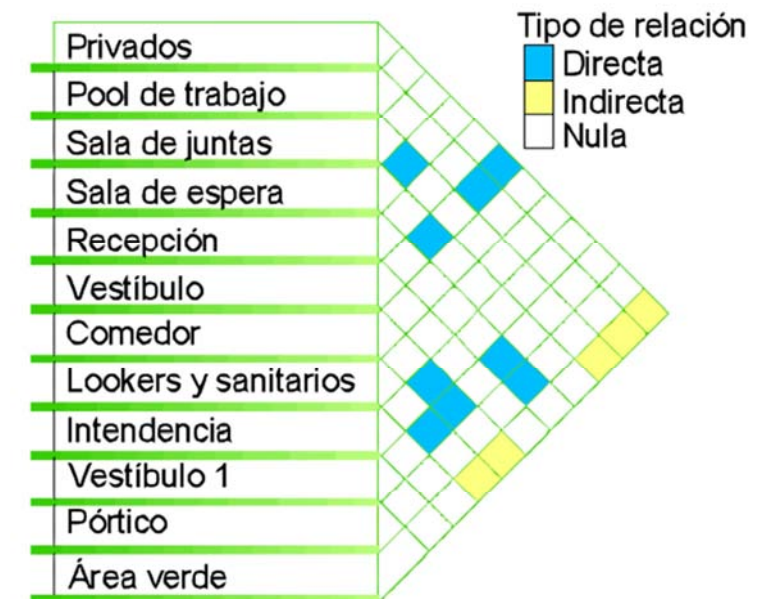 Tipo de relación
Directa
Indirecta
Nula
Privados
Pool de trabajo
Sala de juntas
Sala de espera
Recepción
Vestíbulo
Comedor
Lookers y sanitarios
Intendencia
Vestíbulo 1
Pórtico
Área verde